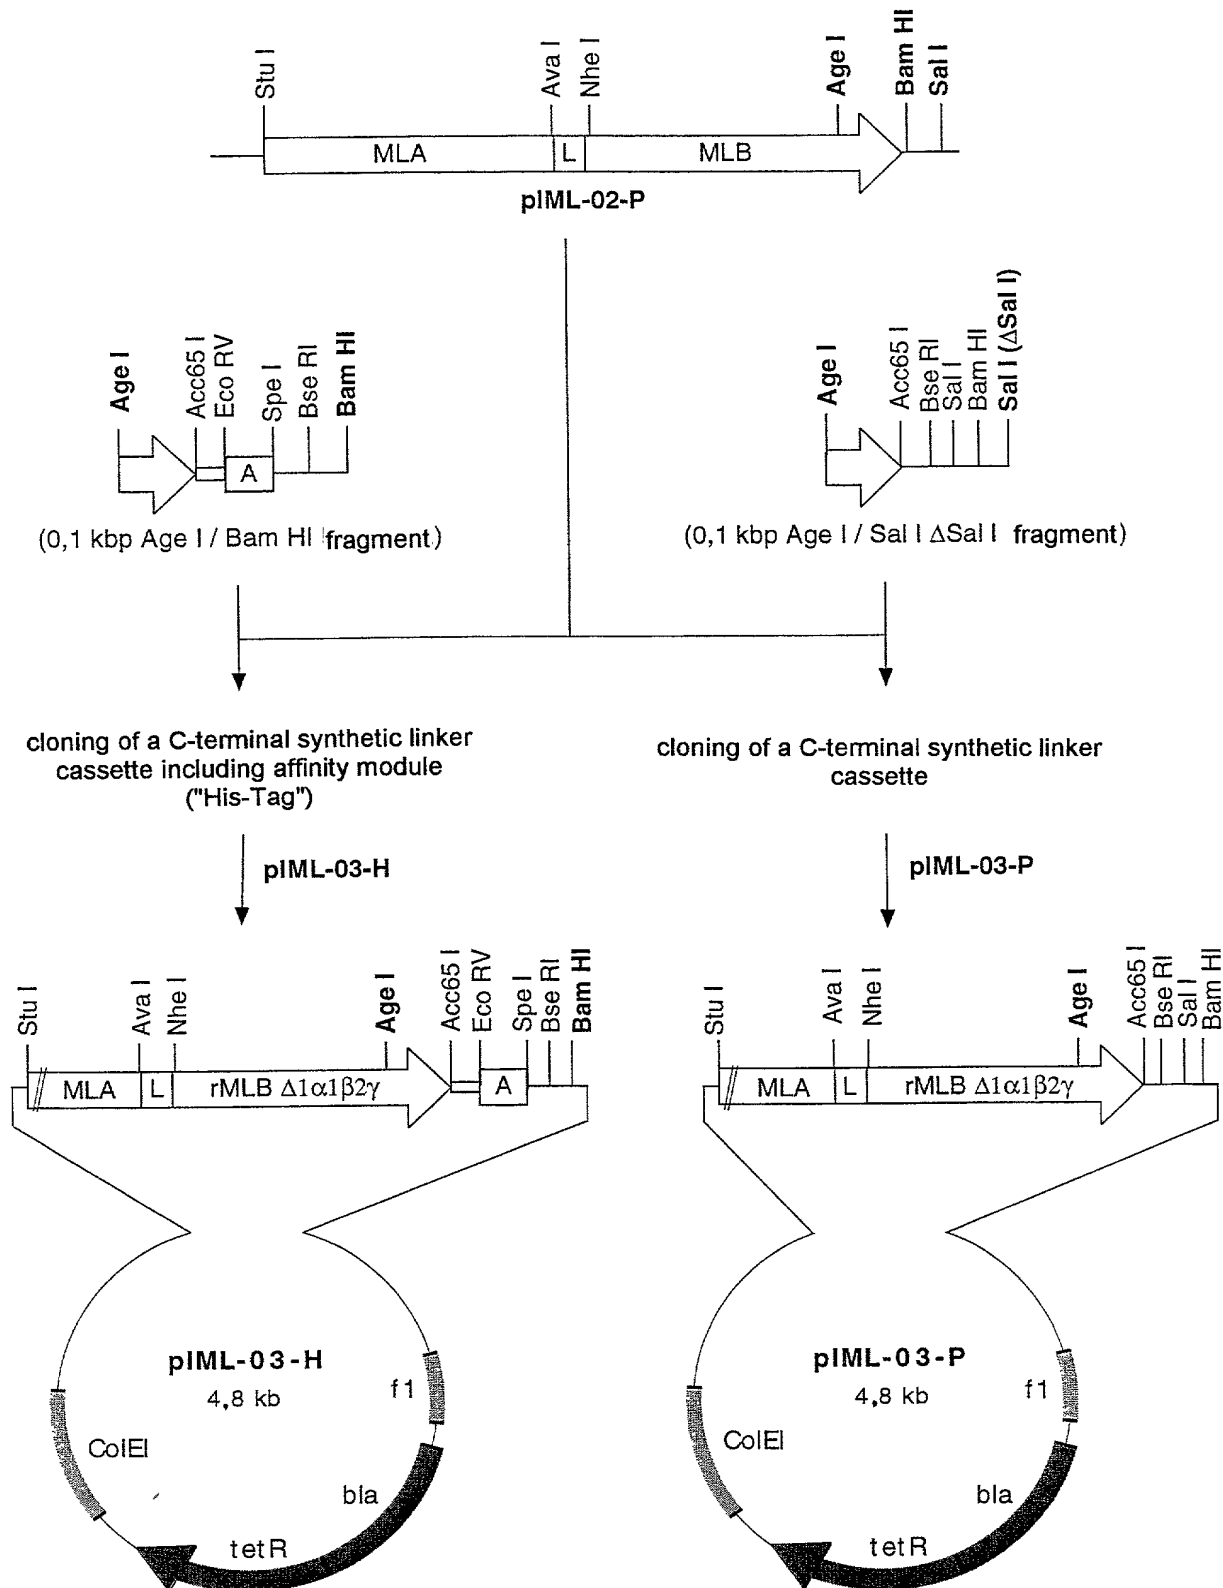 Stu I
Ava I
Nhe I
Age I
Bam HI
Sal I
MLA
L
MLB
pIML-02-P
Age I
Acc65 I
Eco RV
Spe I
Bse RI
Bam HI
A
(0,1 kbp Age I / Bam HI fragment)
Age I
Acc65 I
Bse RI
Sal I
Bam HI
Sal I (ΔSal I)
(0,1 kbp Age I / Sal I ΔSal I fragment)
cloning of a C-terminal synthetic linker
cassette including affinity module
("His-Tag")
cloning of a C-terminal synthetic linker
cassette
pIML-03-H
pIML-03-P
Stu I
Ava I
Nhe I
Age I
Acc65 I
Eco RV
Spe I
Bse RI
Bam HI
MLA
L
rMLB Δ1α1β2γ
A
Stu I
Ava I
Nhe I
Age I
Acc65 I
Bse RI
Sal I
Bam HI
MLA
L
rMLB Δ1α1β2γ
pIML-03-H
4,8 kb
f1
ColEI
bla
tetR
pIML-03-P
4,8 kb
f1
ColEI
bla
tetR